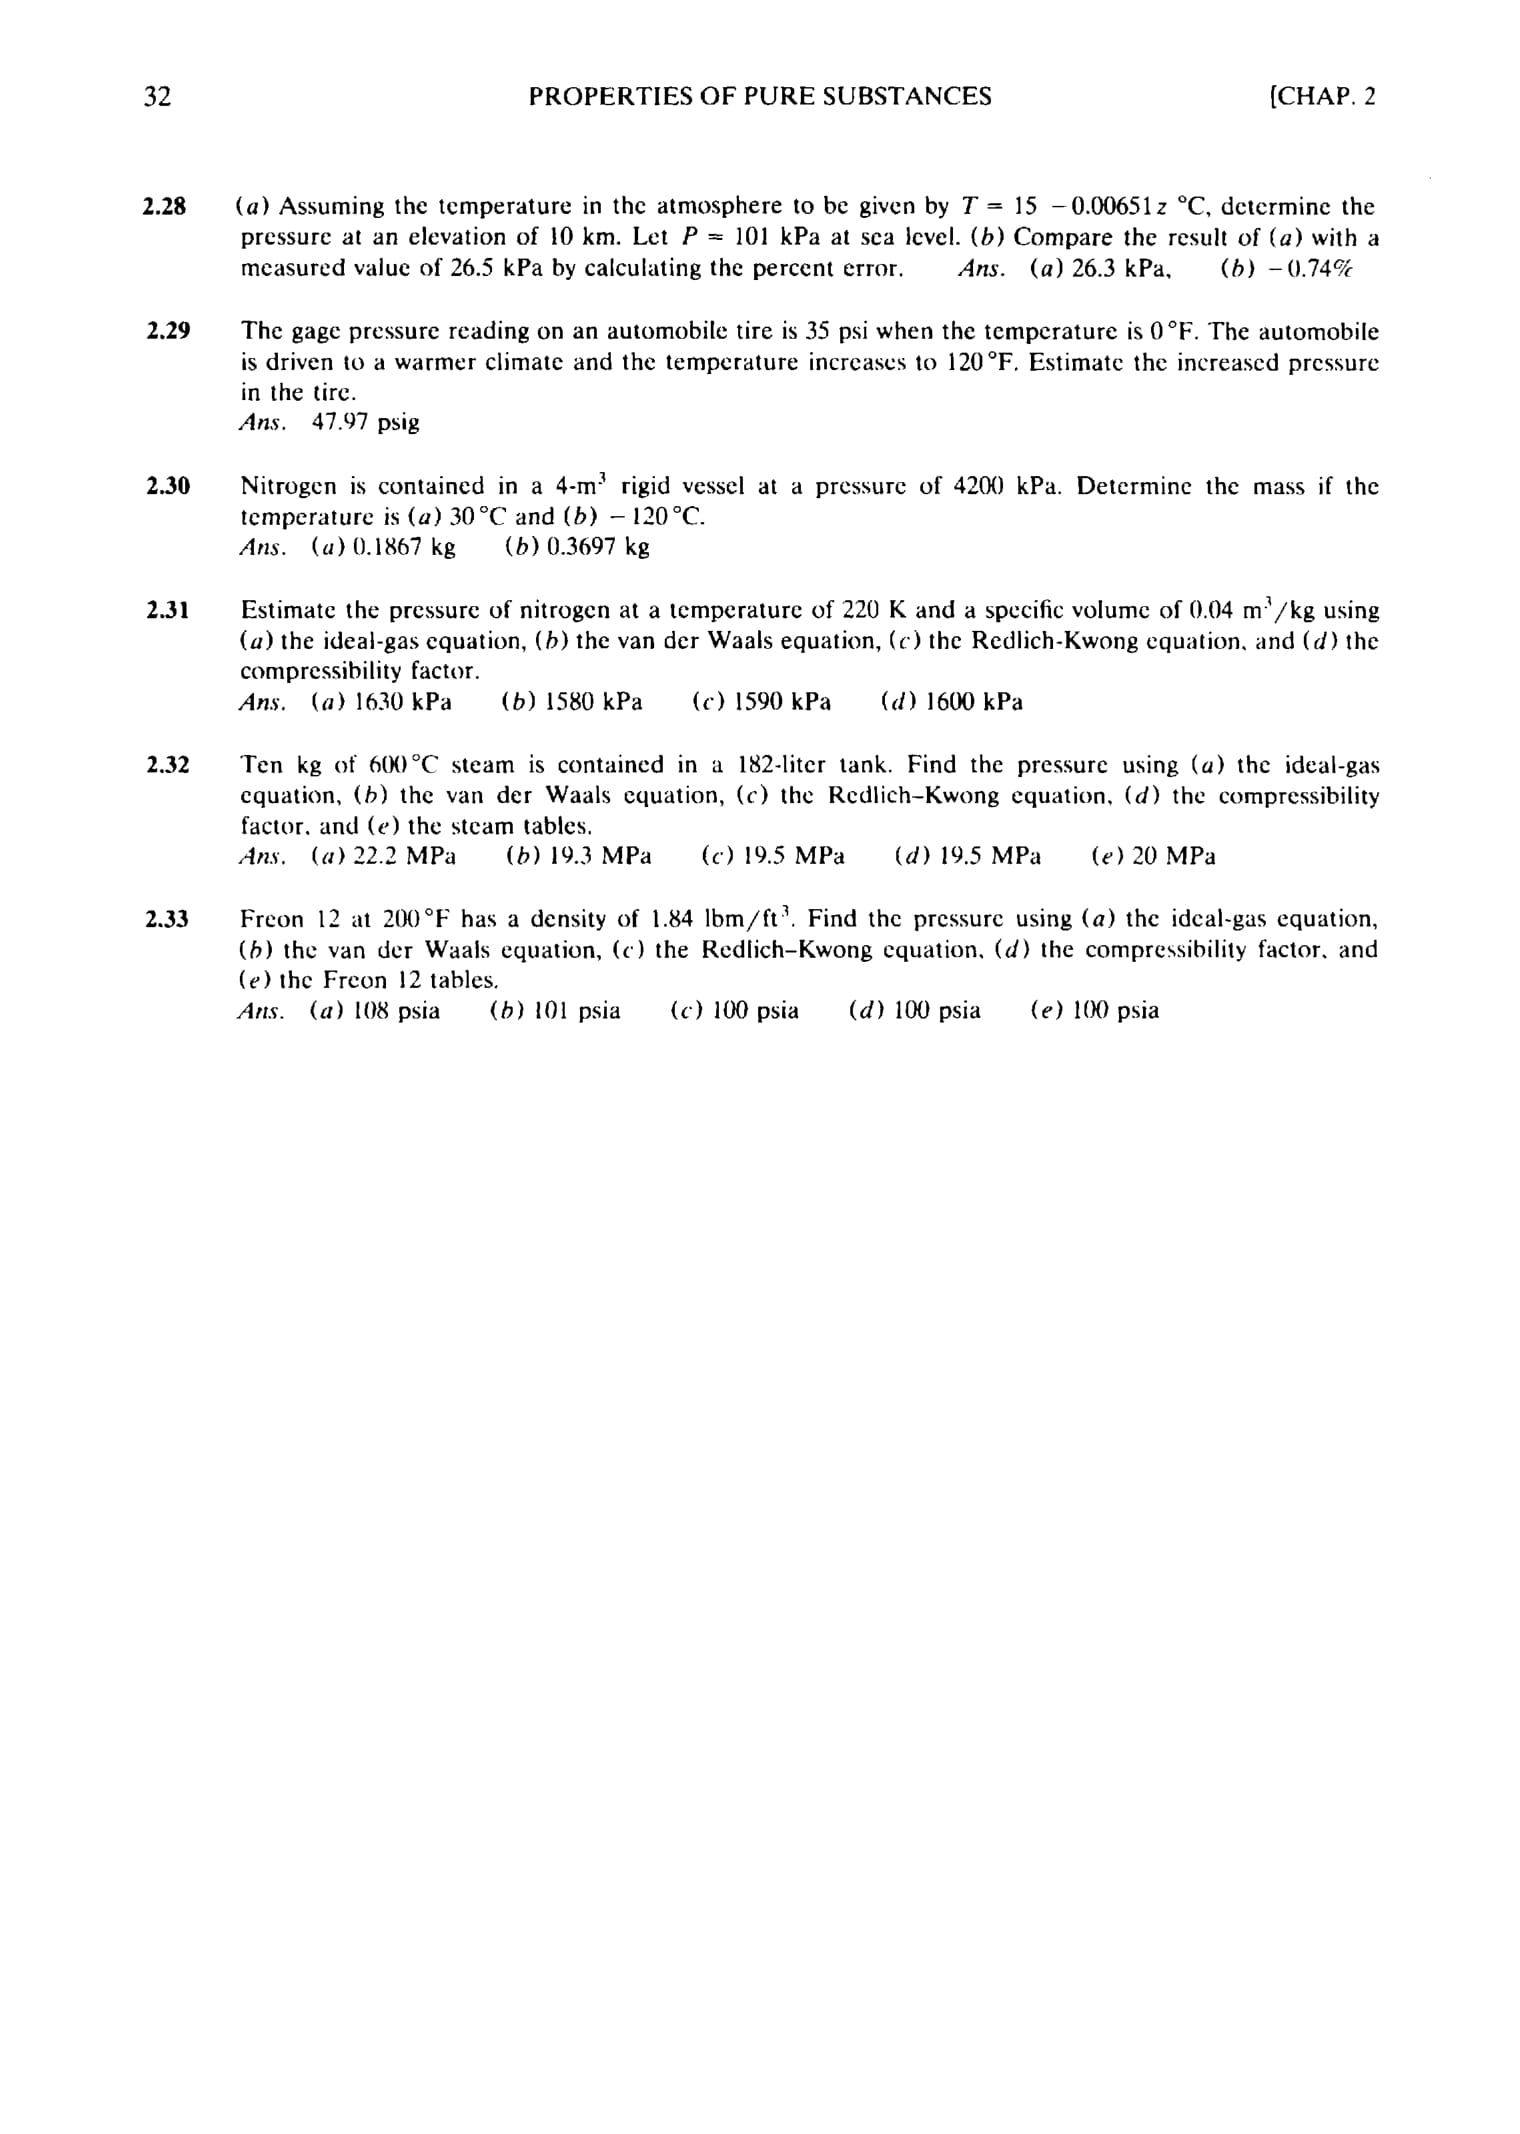 32 PROPERTIES OF PURE SUBSTANCES [CHAP. 2
2.28 (a) Assuming the temperature in the atmosphere to be given by T = 15 − 0.00651z °C, determine the
pressure at an elevation of 10 km. Let P = 101 kPa at sea level. (b) Compare the result of (a) with a
measured value of 26.5 kPa by calculating the percent error. Ans. (a) 26.3 kPa, (b) −0.74%
2.29 The gage pressure reading on an automobile tire is 35 psi when the temperature is 0 °F. The automobile
is driven to a warmer climate and the temperature increases to 120 °F. Estimate the increased pressure
in the tire.
Ans. 47.97 psig
2.30 Nitrogen is contained in a 4-m³ rigid vessel at a pressure of 4200 kPa. Determine the mass if the
temperature is (a) 30 °C and (b) − 120 °C.
Ans. (a) 0.1867 kg (b) 0.3697 kg
2.31 Estimate the pressure of nitrogen at a temperature of 220 K and a specific volume of 0.04 m³/kg using
(a) the ideal-gas equation, (b) the van der Waals equation, (c) the Redlich-Kwong equation, and (d) the
compressibility factor.
Ans. (a) 1630 kPa (b) 1580 kPa (c) 1590 kPa (d) 1600 kPa
2.32 Ten kg of 600 °C steam is contained in a 182-liter tank. Find the pressure using (a) the ideal-gas
equation, (b) the van der Waals equation, (c) the Redlich–Kwong equation, (d) the compressibility
factor, and (e) the steam tables.
Ans. (a) 22.2 MPa (b) 19.3 MPa (c) 19.5 MPa (d) 19.5 MPa (e) 20 MPa
2.33 Freon 12 at 200 °F has a density of 1.84 lbm/ft³. Find the pressure using (a) the ideal-gas equation,
(b) the van der Waals equation, (c) the Redlich–Kwong equation, (d) the compressibility factor, and
(e) the Freon 12 tables.
Ans. (a) 108 psia (b) 101 psia (c) 100 psia (d) 100 psia (e) 100 psia